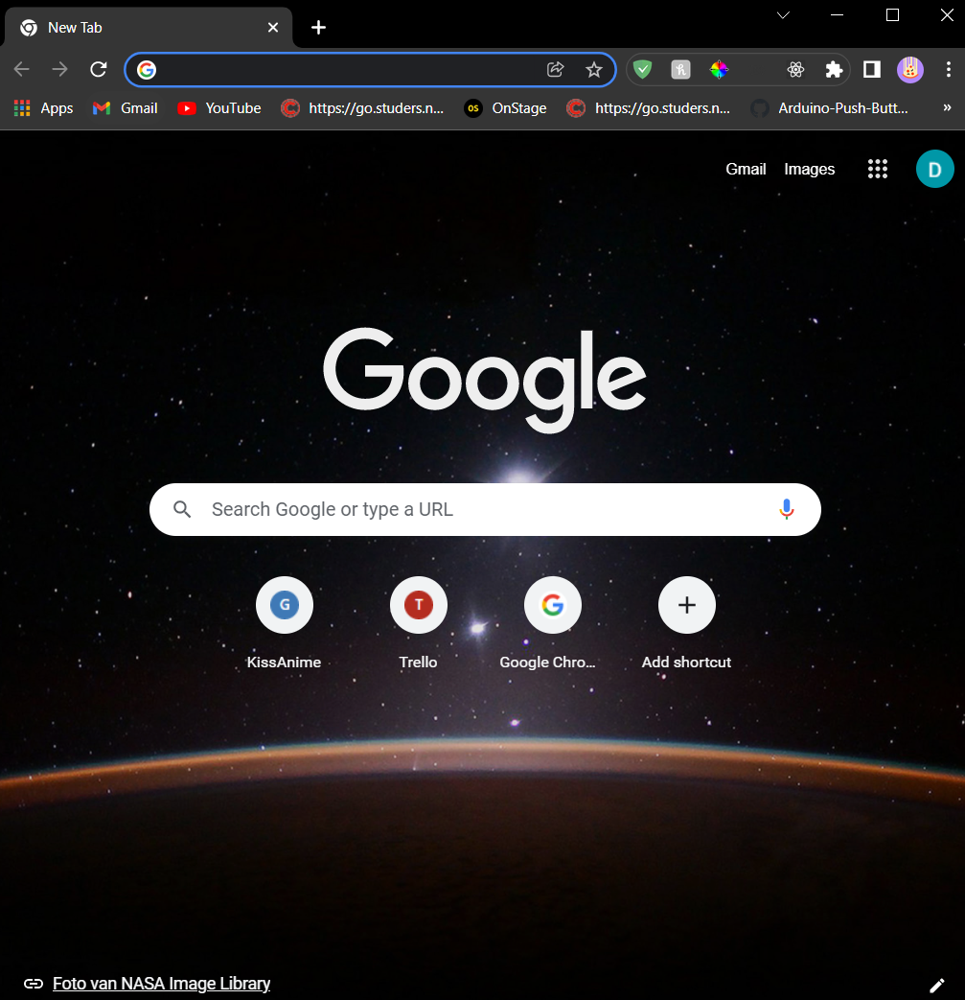 New Tab
Apps Gmail YouTube https://go.studers.n... OS OnStage https://go.studers.n... Arduino-Push-Butt... »
Gmail Images D
Google
Search Google or type a URL
G T G
KissAnime Trello Google Chro... Add shortcut
Foto van NASA Image Library